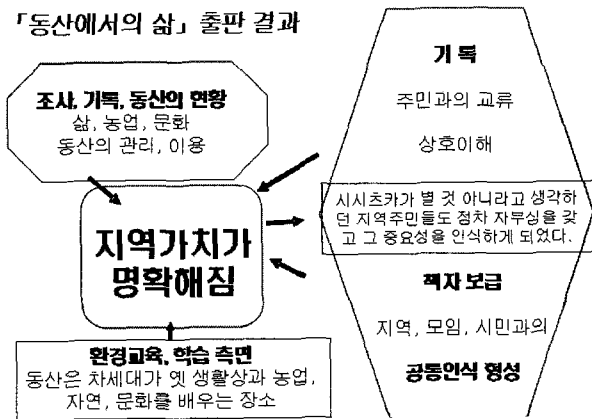 「동산에서의 삶」 출판 결과
조사, 기록, 동산의 현황
삶, 농업, 문화
동산의 관리, 이용
지역가치가
명확해짐
환경교육, 학습 측면
동산은 차세대가 옛 생활상과 농업,
자연, 문화를 배우는 장소
기 록
주민과의 교류
상호이해
시시츠카가 별 것 아니라고 생각하
던 지역주민들도 점차 자부심을 갖
고 그 중요성을 인식하게 되었다.
책자 보급
지역, 모임, 시민과의
공통인식 형성